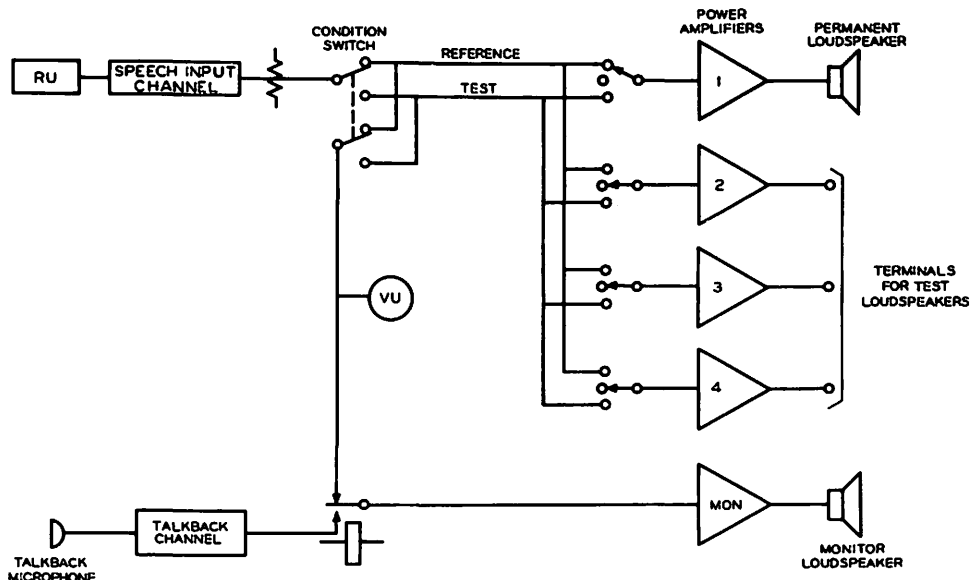 CONDITION
SWITCH
POWER
AMPLIFIERS
PERMANENT
LOUDSPEAKER
RU
SPEECH INPUT
CHANNEL
REFERENCE
TEST
1
2
3
4
TERMINALS
FOR TEST
LOUDSPEAKERS
VU
TALKBACK
MICROPHONE
TALKBACK
CHANNEL
MON
MONITOR
LOUDSPEAKER